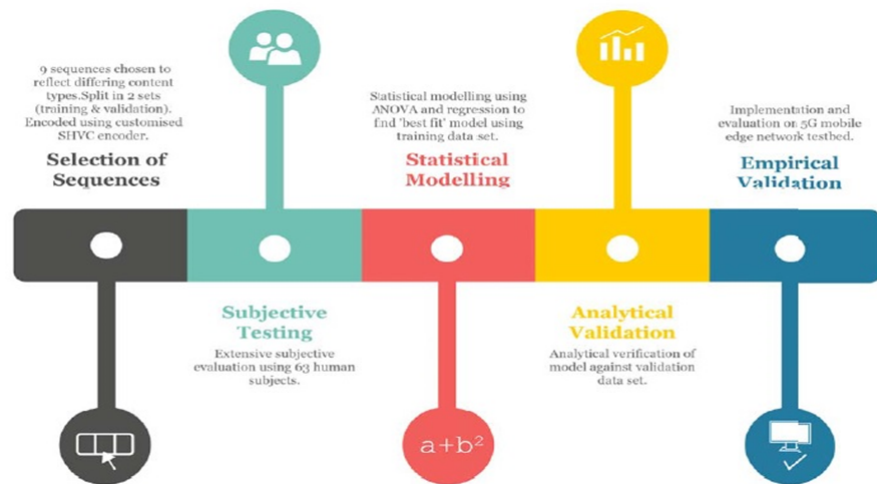 9 sequences chosen to
reflect differing content
types.Split in 2 sets
(training & validation).
Encoded using customised
SHVC encoder.
Selection of
Sequences
Subjective
Testing
Extensive subjective
evaluation using 63 human
subjects.
Statistical modelling using
ANOVA and regression to
find 'best fit' model using
training data set.
Statistical
Modelling
a+b²
Analytical
Validation
Analytical verification of
model against validation
data set.
Implementation and
evaluation on 5G mobile
edge network testbed.
Empirical
Validation